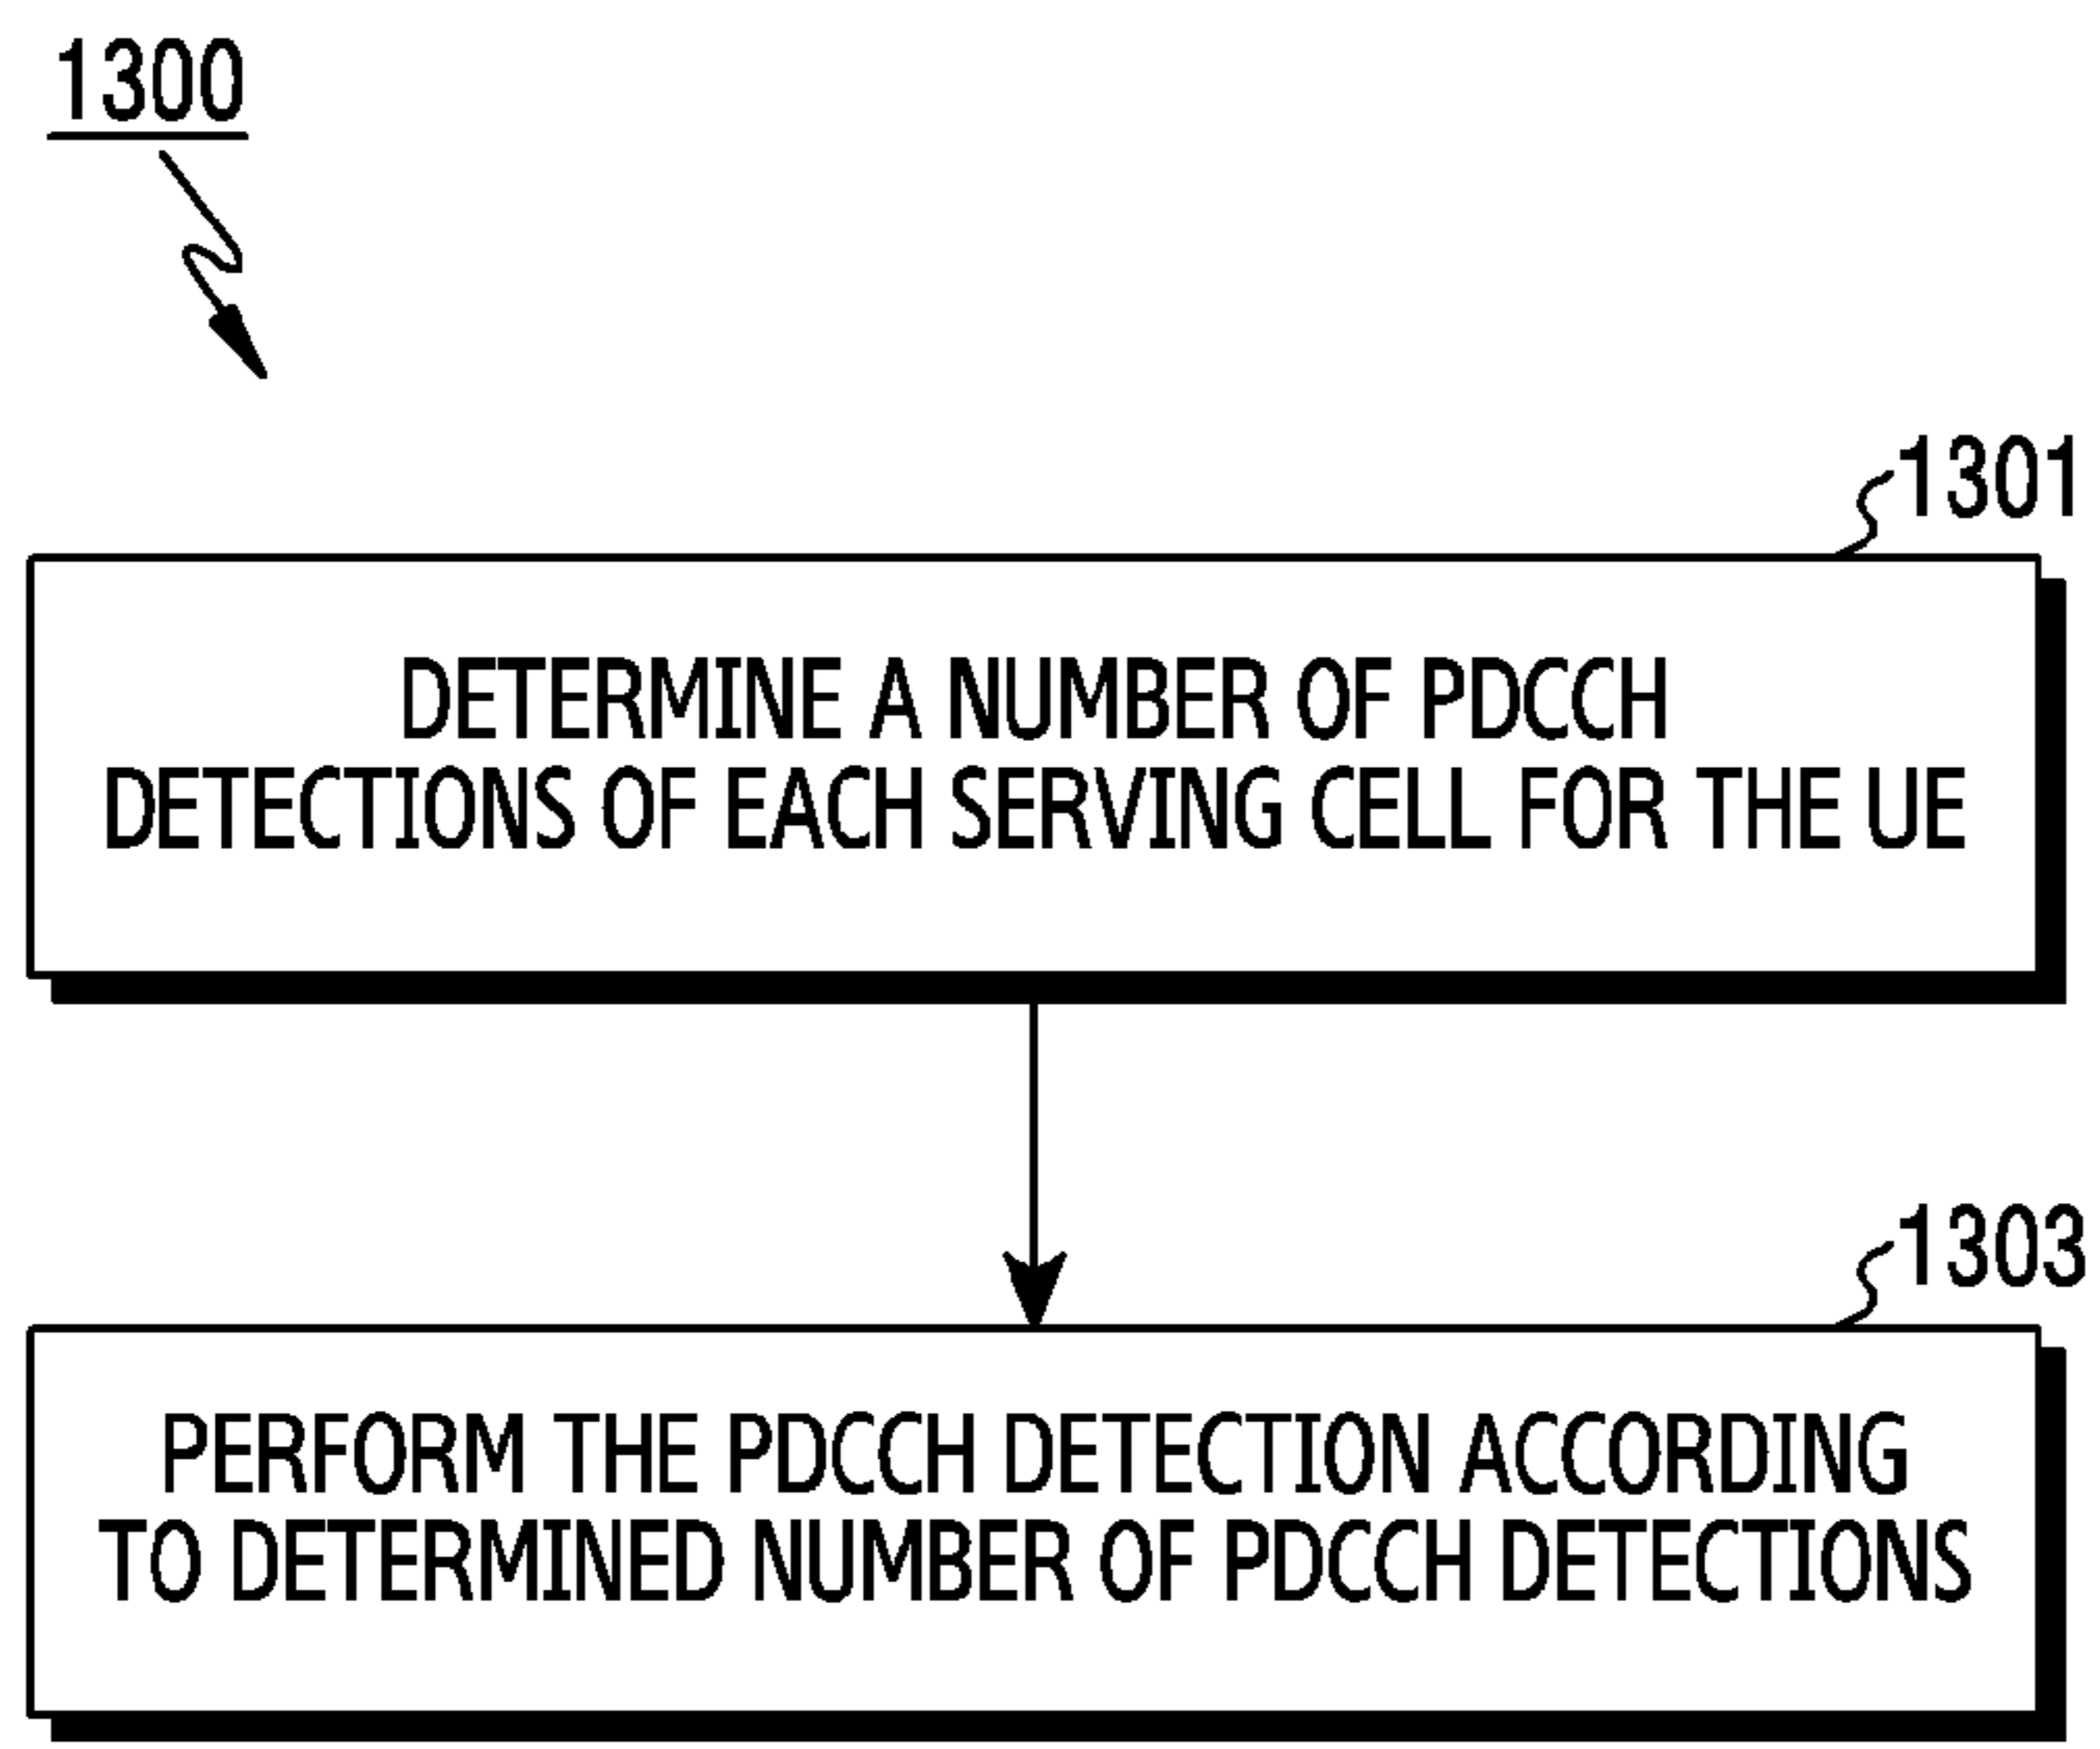 1300
1301
DETERMINE A NUMBER OF PDCCH
DETECTIONS OF EACH SERVING CELL FOR THE UE
1303
PERFORM THE PDCCH DETECTION ACCORDING
TO DETERMINED NUMBER OF PDCCH DETECTIONS